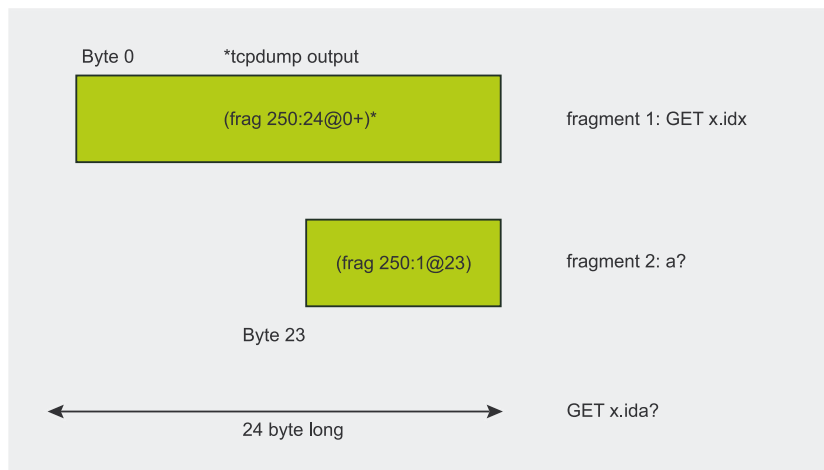 Byte 0
*tcpdump output
(frag 250:24@0+)*
fragment 1: GET x.idx
(frag 250:1@23)
fragment 2: a?
Byte 23
24 byte long
GET x.ida?